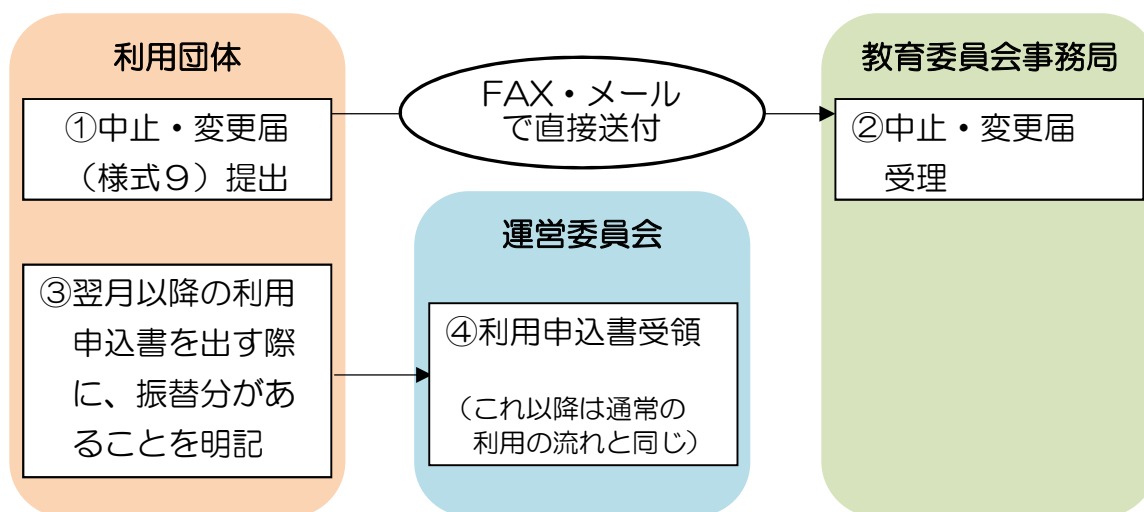 利用団体
①中止・変更届
（様式９）提出
FAX・メール
で直接送付
教育委員会事務局
②中止・変更届
受理
③翌月以降の利用
申込書を出す際
に、振替分があ
ることを明記
運営委員会
④利用申込書受領
（これ以降は通常の
利用の流れと同じ）